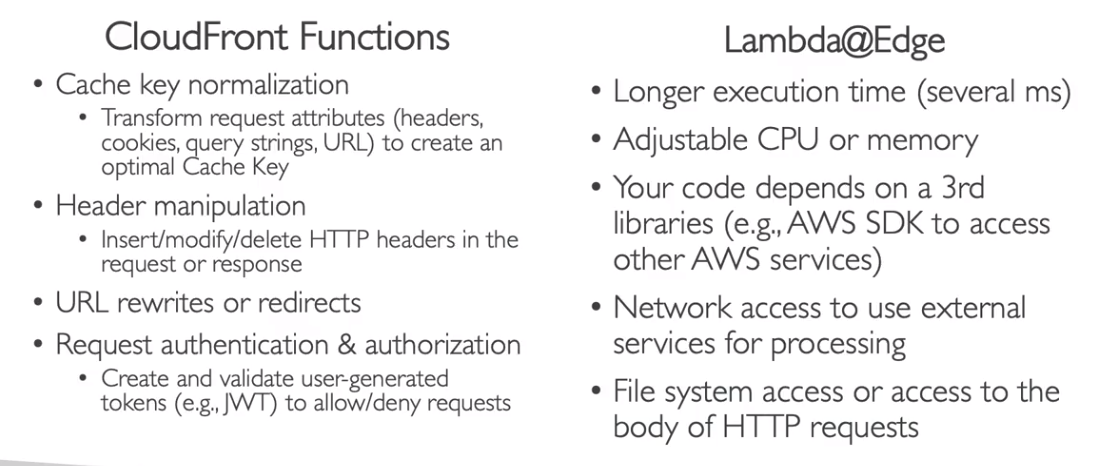 CloudFront Functions
• Cache key normalization
• Transform request attributes (headers,
cookies, query strings, URL) to create an
optimal Cache Key
• Header manipulation
• Insert/modify/delete HTTP headers in the
request or response
• URL rewrites or redirects
• Request authentication & authorization
• Create and validate user-generated
tokens (e.g., JWT) to allow/deny requests
Lambda@Edge
• Longer execution time (several ms)
• Adjustable CPU or memory
• Your code depends on a 3rd
libraries (e.g., AWS SDK to access
other AWS services)
• Network access to use external
services for processing
• File system access or access to the
body of HTTP requests